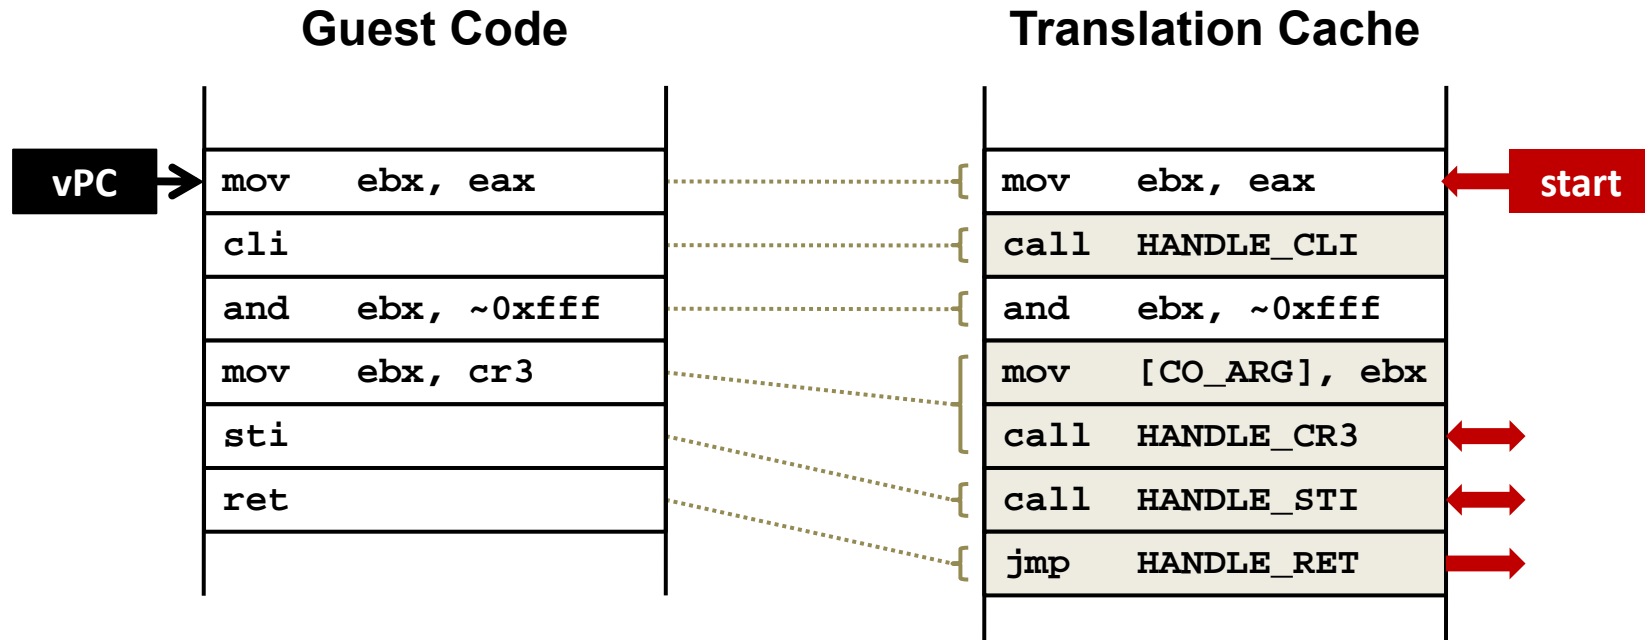 Guest Code
Translation Cache
vPC
mov ebx, eax
mov ebx, eax
start
cli
call HANDLE_CLI
and ebx, ~0xfff
and ebx, ~0xfff
mov ebx, cr3
mov [CO_ARG], ebx
sti
call HANDLE_CR3
ret
call HANDLE_STI
jmp HANDLE_RET